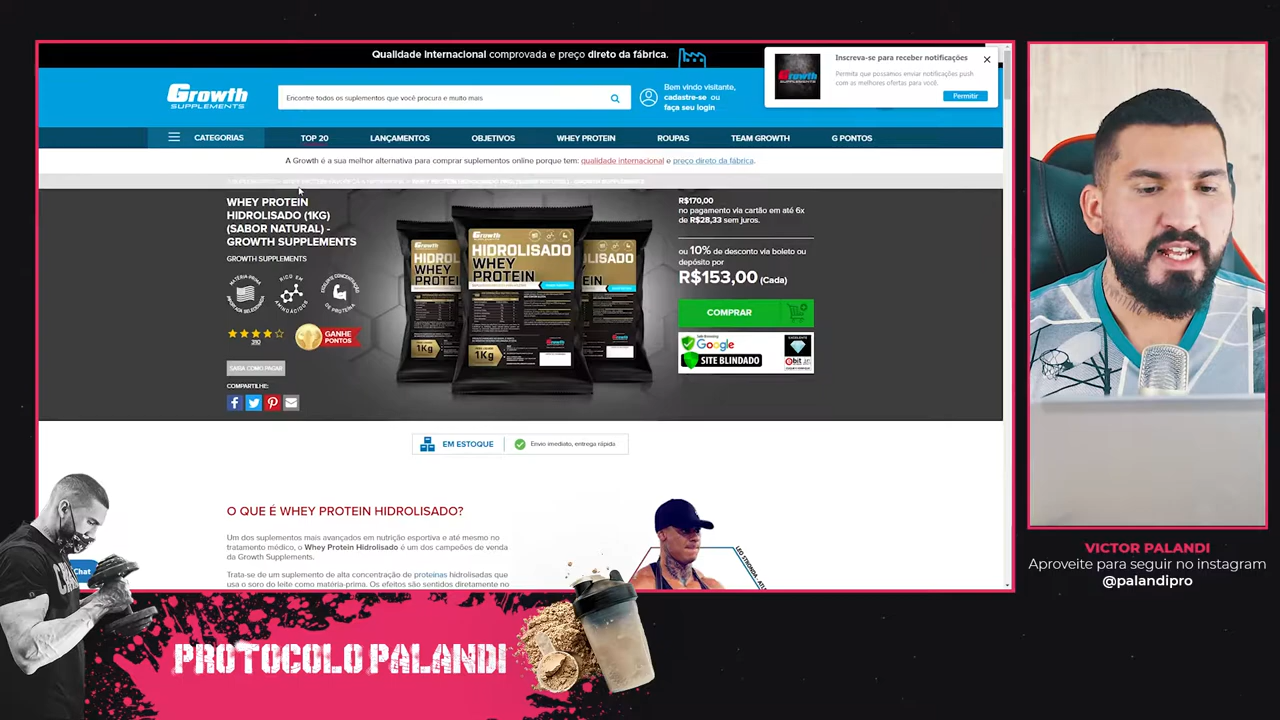 Qualidade Internacional comprovada e preço direto da fábrica.
Inscreva-se para receber notificações
Permita que possamos enviar notificações push
com as melhores ofertas para você.
Permitir
Growth
SUPPLEMENTS
Encontre todos os suplementos que você procura e muito mais
Bem vindo visitante,
cadastre-se ou
faça seu login
CATEGORIAS
TOP 20
LANÇAMENTOS
OBJETIVOS
WHEY PROTEIN
ROUPAS
TEAM GROWTH
G PONTOS
A Growth é a sua melhor alternativa para comprar suplementos online porque tem: qualidade internacional e preço direto da fábrica.
WHEY PROTEIN
HIDROLISADO (1KG)
(SABOR NATURAL) -
GROWTH SUPPLEMENTS
GROWTH SUPPLEMENTS
310
GANHE
PONTOS
SAIBA COMO PAGAR
COMPARTILHE:
Growth
HIDROLISADO
WHEY
PROTEIN
1Kg
R$170,00
no pagamento via cartão em até 6x
de R$28,33 sem juros.
ou 10% de desconto via boleto ou
depósito por
R$153,00 (Cada)
COMPRAR
Google
SITE BLINDADO
EM ESTOQUE
Envio imediato, entrega rápida
O QUE É WHEY PROTEIN HIDROLISADO?
Um dos suplementos mais avançados em nutrição esportiva e até mesmo no
tratamento médico, o Whey Protein Hidrolisado é um dos campeões de venda
da Growth Supplements.
Trata-se de um suplemento de alta concentração de proteínas hidrolisadas que
usa o soro do leite como matéria-prima. Os efeitos são sentidos diretamente no
LEO STRONDA,
Chat
PROTOCOLO PALANDI
VICTOR PALANDI
Aproveite para seguir no instagram
@palandipro